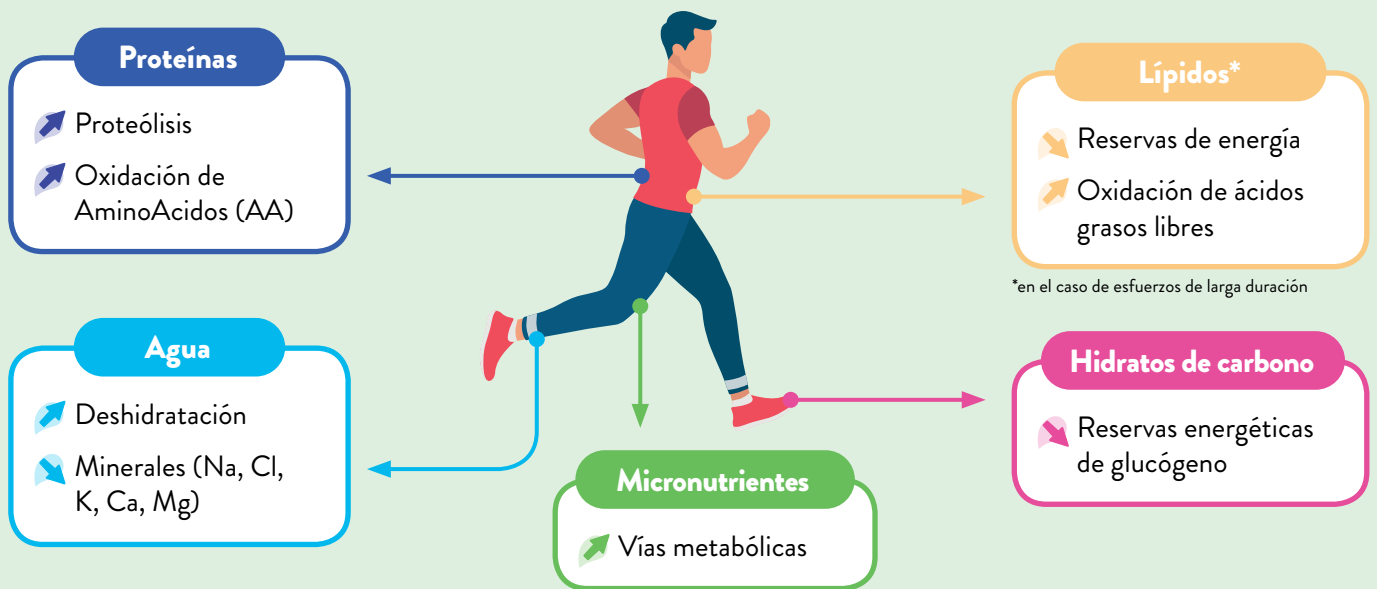 Proteínas
Proteólisis
Oxidación de
AminoAcidos (AA)
Lípidos*
Reservas de energía
Oxidación de ácidos
grasos libres
*en el caso de esfuerzos de larga duración
Agua
Deshidratación
Minerales (Na, Cl,
K, Ca, Mg)
Micronutrientes
Vías metabólicas
Hidratos de carbono
Reservas energéticas
de glucógeno